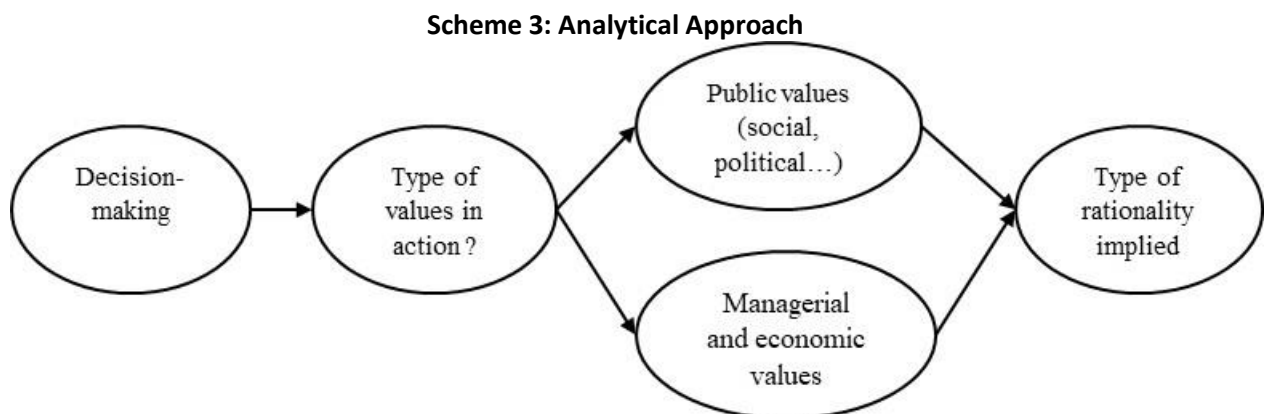 Scheme 3: Analytical Approach
Decision-
making
Type of
values in
action ?
Public values
(social,
political…)
Managerial
and economic
values
Type of
rationality
implied